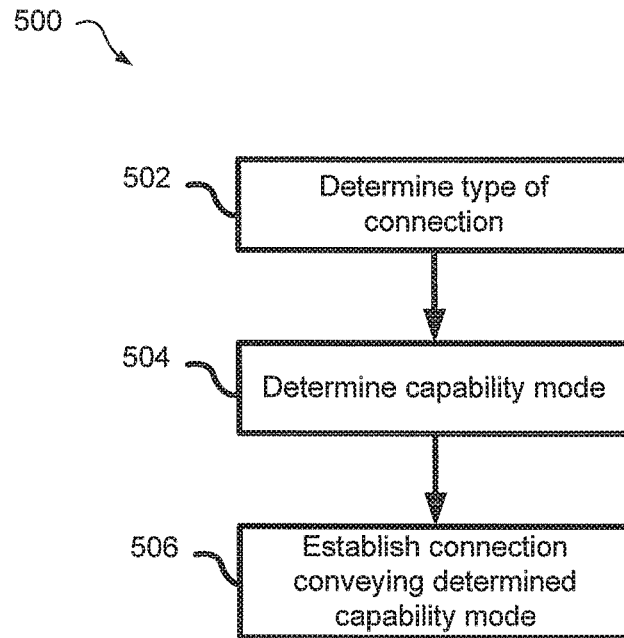 500
502
Determine type of
connection
504
Determine capability mode
506
Establish connection
conveying determined
capability mode